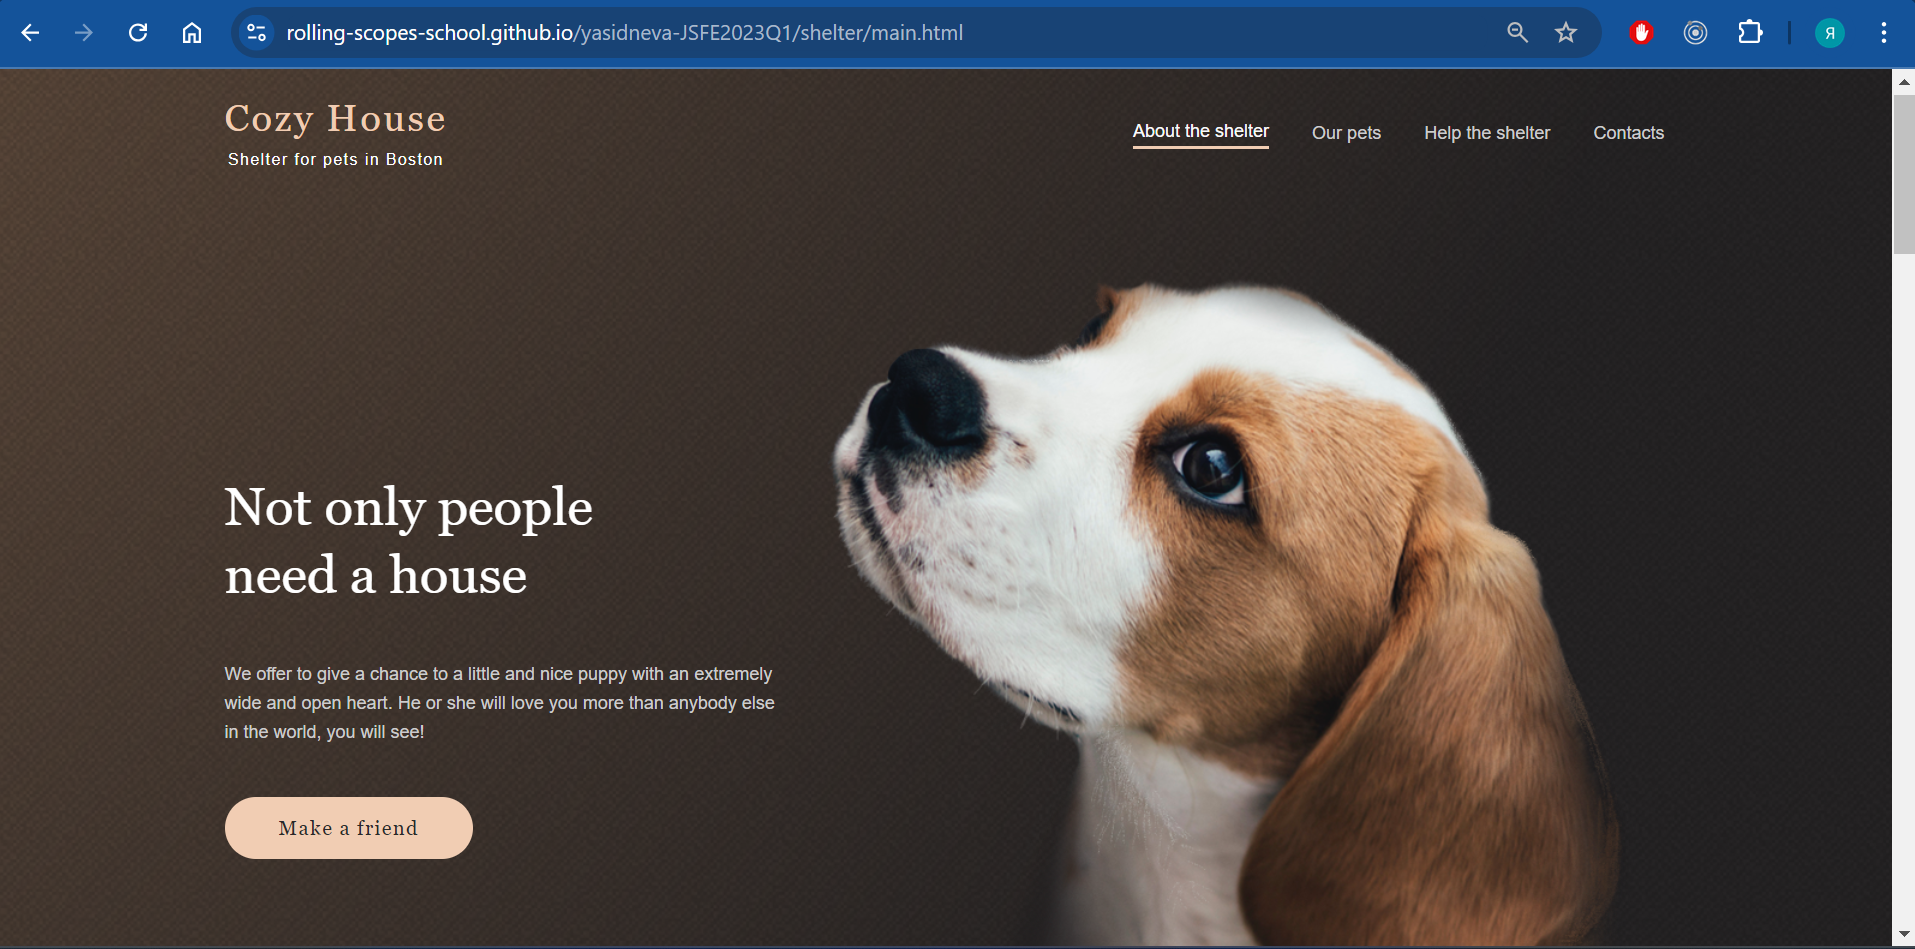 rolling-scopes-school.github.io/yasidneva-JSFE2023Q1/shelter/main.html
Я
Cozy House
Shelter for pets in Boston
About the shelter
Our pets
Help the shelter
Contacts
Not only people
need a house
We offer to give a chance to a little and nice puppy with an extremely
wide and open heart. He or she will love you more than anybody else
in the world, you will see!
Make a friend